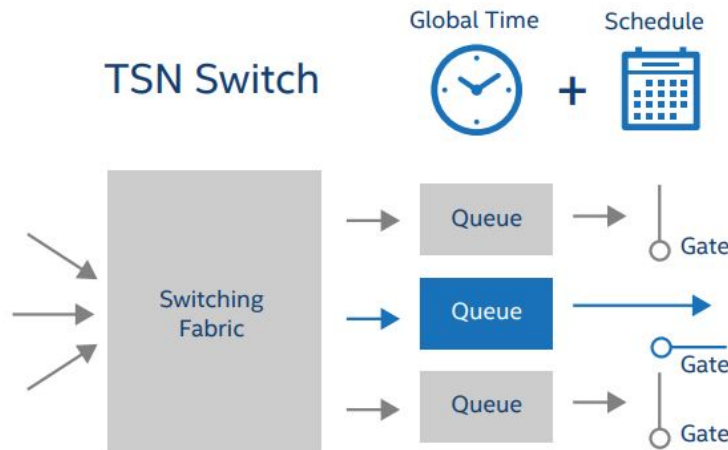 Global Time
Schedule
TSN Switch
+
Queue
Gate
Switching
Fabric
Queue
Gate
Queue
Gate